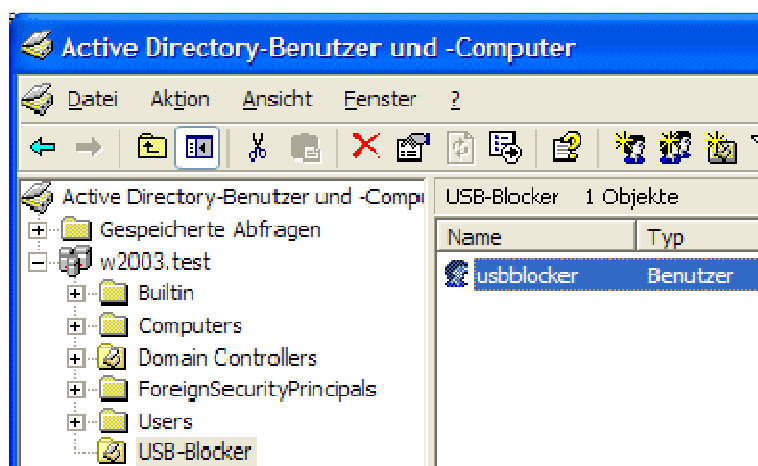 Active Directory-Benutzer und -Computer
Datei Aktion Ansicht Fenster ?
Active Directory-Benutzer und -Compu
Gespeicherte Abfragen
w2003.test
Builtin
Computers
Domain Controllers
ForeignSecurityPrincipals
Users
USB-Blocker
USB-Blocker 1 Objekte
Name Typ
usbblocker Benutzer